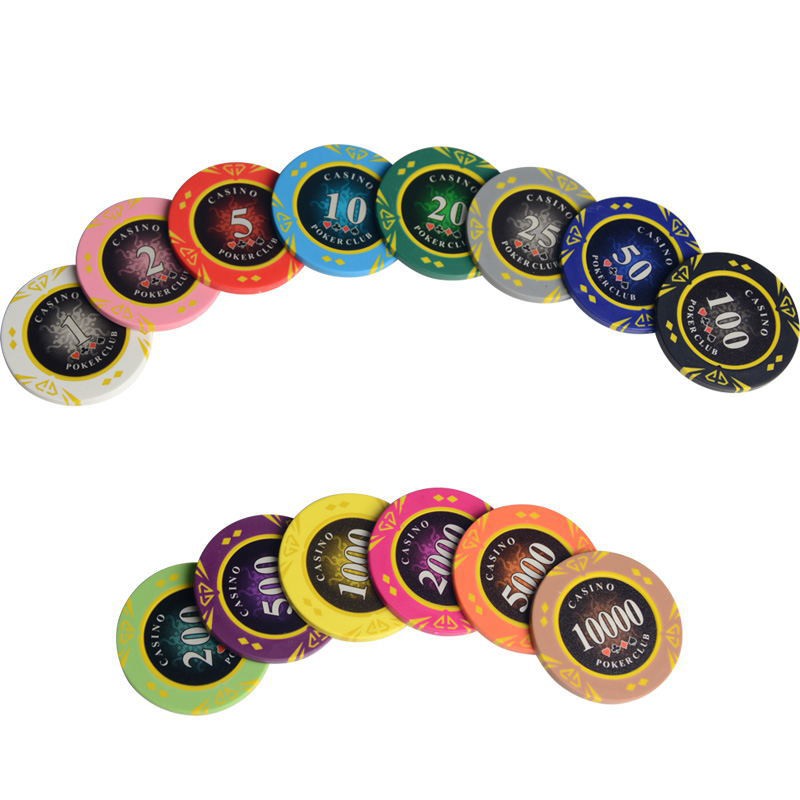 CASINO
1
POKER CLUB
CASINO
2
POKER CLUB
CASINO
5
POKER CLUB
CASINO
10
POKER CLUB
CASINO
20
POKER CLUB
CASINO
25
POKER CLUB
CASINO
50
POKER CLUB
CASINO
100
POKER CLUB
CASINO
200
CASINO
500
CASINO
1000
CASINO
2000
CASINO
5000
CASINO
10000
POKER CLUB